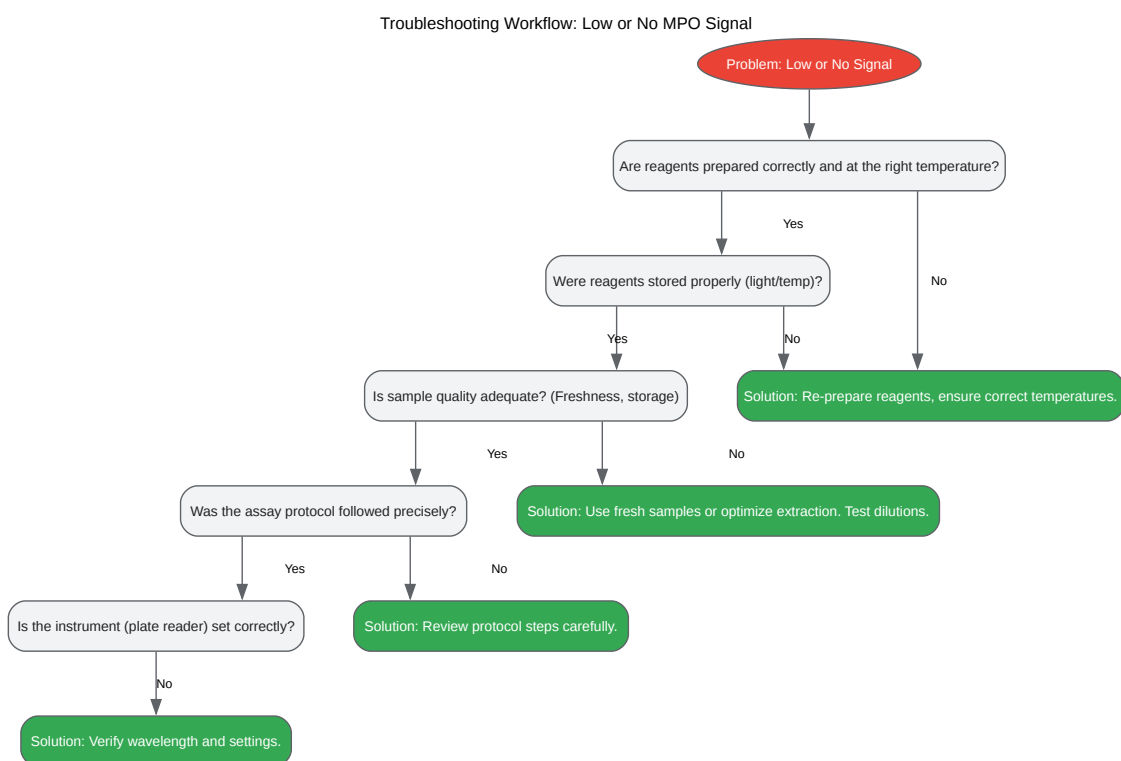 Troubleshooting Workflow: Low or No MPO Signal
Problem: Low or No Signal
Are reagents prepared correctly and at the right temperature?
Yes
No
Were reagents stored properly (light/temp)?
Yes
No
Is sample quality adequate? (Freshness, storage)
Solution: Re-prepare reagents, ensure correct temperatures.
Yes
No
Was the assay protocol followed precisely?
Solution: Use fresh samples or optimize extraction. Test dilutions.
Yes
No
Is the instrument (plate reader) set correctly?
Solution: Review protocol steps carefully.
No
Solution: Verify wavelength and settings.